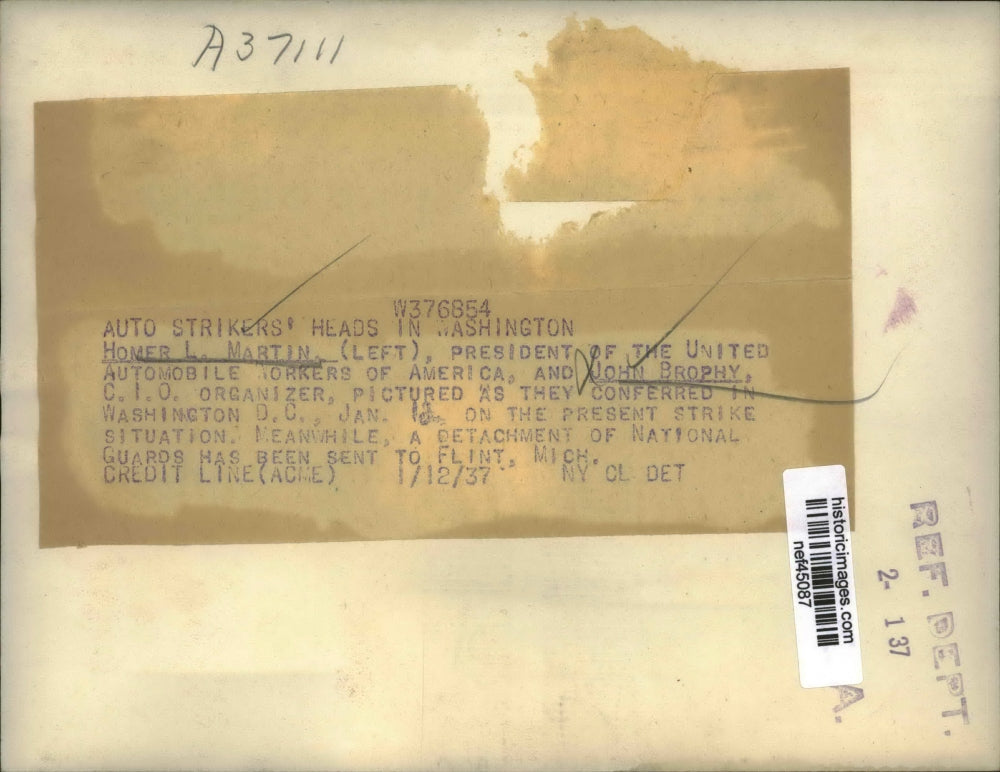 A37111
W376854
AUTO STRIKERS' HEADS IN WASHINGTON
HOMER L. MARTIN, (LEFT), PRESIDENT OF THE UNITED
AUTOMOBILE WORKERS OF AMERICA, AND JOHN BROPHY,
C.I.O. ORGANIZER, PICTURED AS THEY CONFERRED IN
WASHINGTON D.C., JAN. ON THE PRESENT STRIKE
SITUATION. MEANWHILE, A DETACHMENT OF NATIONAL
GUARDS HAS BEEN SENT TO FLINT, MICH.
CREDIT LINE (ACME) 1/12/37 NY CL DET
historicimages.com
nef45087
REF. DEPT.
2- 1 37
A.